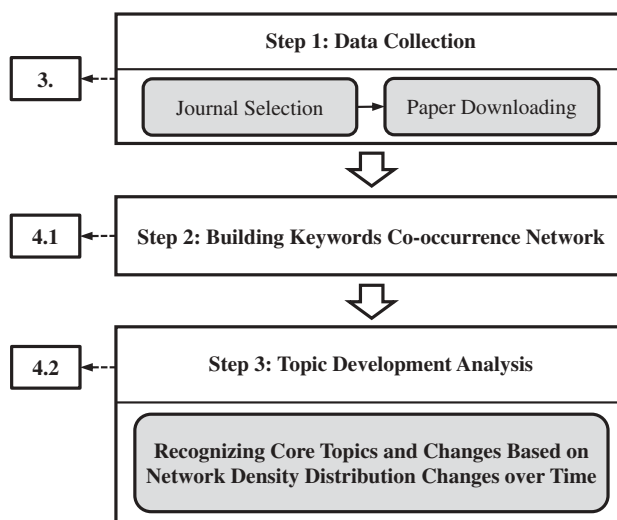 Step 1: Data Collection
3.
Journal Selection
Paper Downloading
4.1
Step 2: Building Keywords Co-occurrence Network
4.2
Step 3: Topic Development Analysis
Recognizing Core Topics and Changes Based on
Network Density Distribution Changes over Time